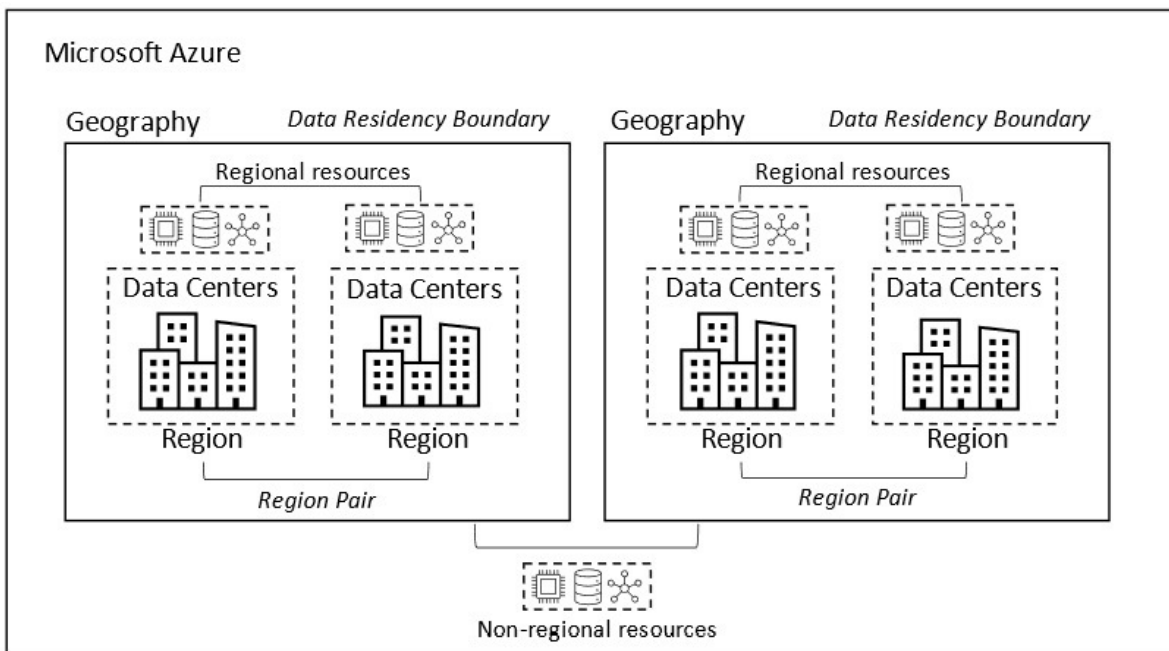 Microsoft Azure
Geography
Data Residency Boundary
Regional resources
Data Centers
Data Centers
Region
Region
Region Pair
Geography
Data Residency Boundary
Regional resources
Data Centers
Data Centers
Region
Region
Region Pair
Non-regional resources